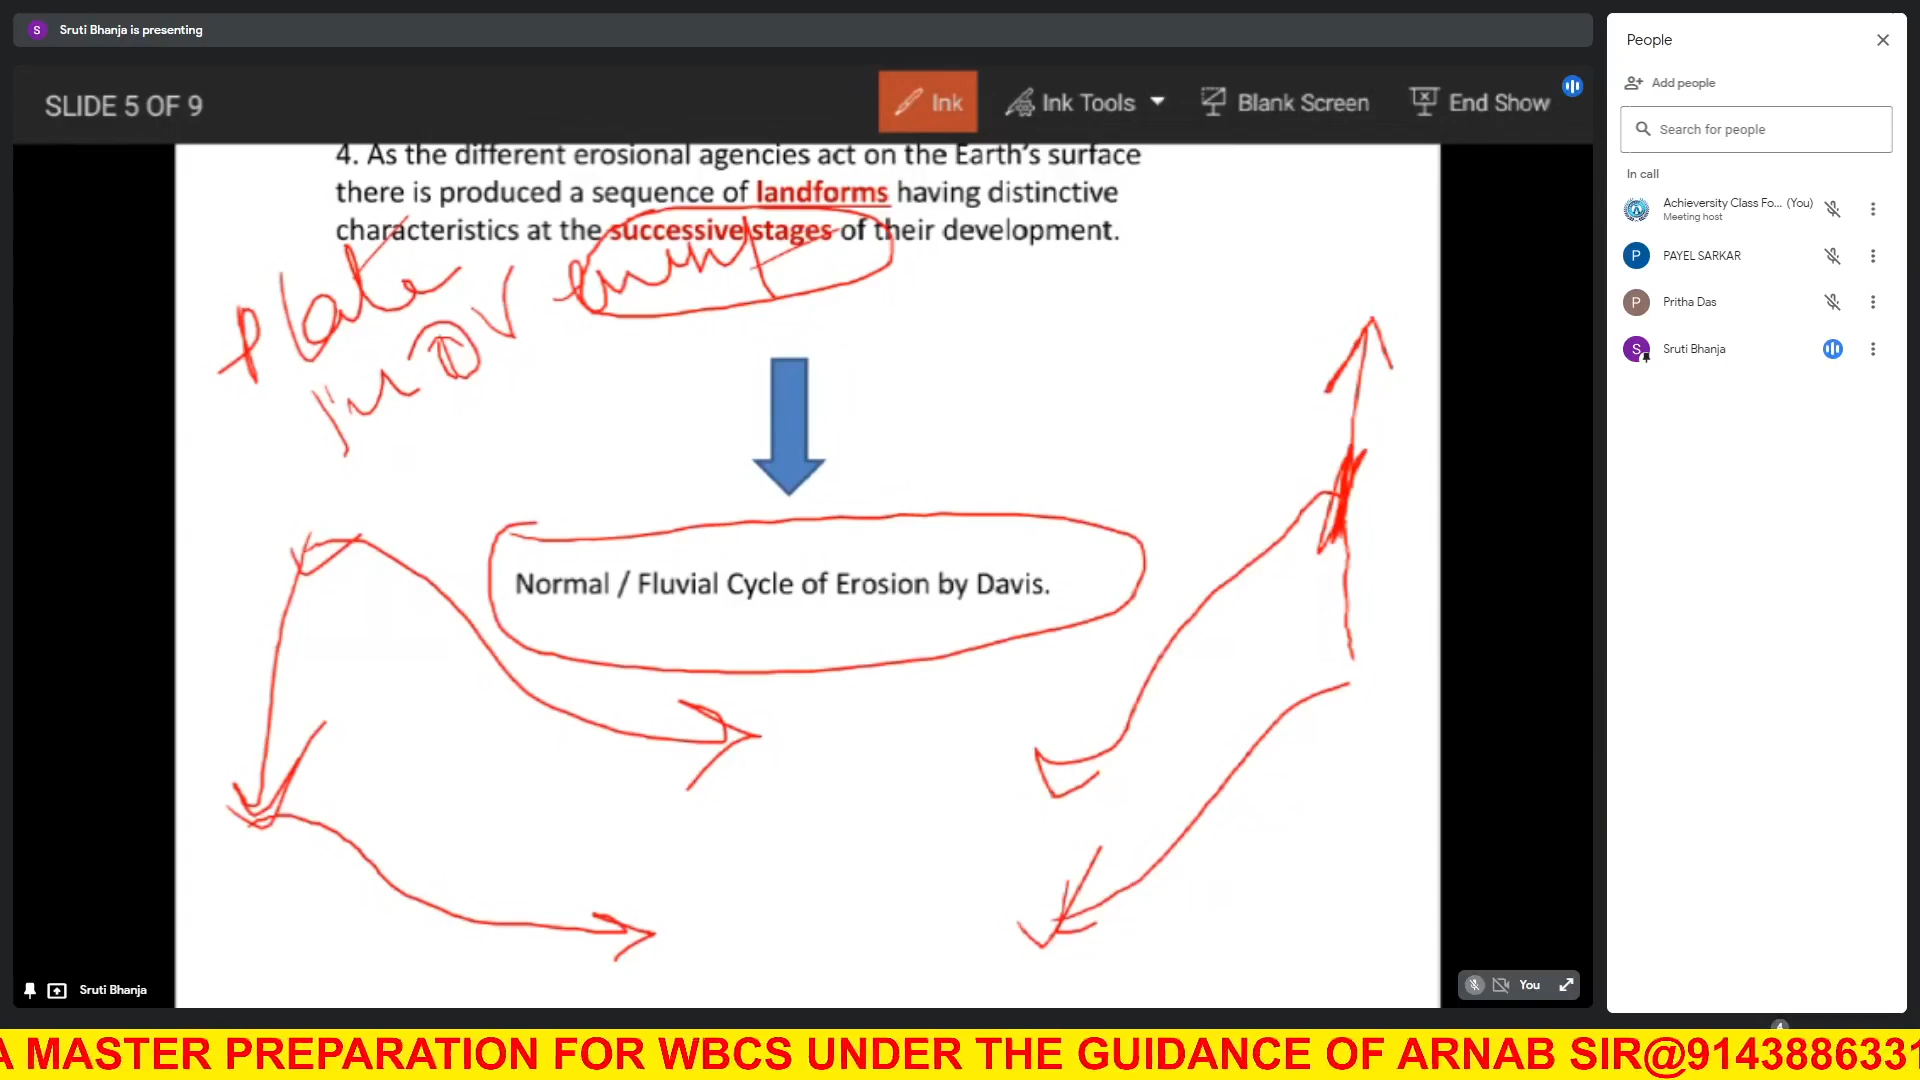 S Sruti Bhanja is presenting
SLIDE 5 OF 9
Ink
Ink Tools
Blank Screen
End Show
4. As the different erosional agencies act on the Earth's surface
there is produced a sequence of landforms having distinctive
characteristics at the successive stages of their development.
plate
Normal / Fluvial Cycle of Erosion by Davis.
Sruti Bhanja
You
People
Add people
Search for people
In call
Achieversity Class Fo... (You)
Meeting host
P PAYEL SARKAR
P Pritha Das
S Sruti Bhanja
A MASTER PREPARATION FOR WBCS UNDER THE GUIDANCE OF ARNAB SIR@9143886331